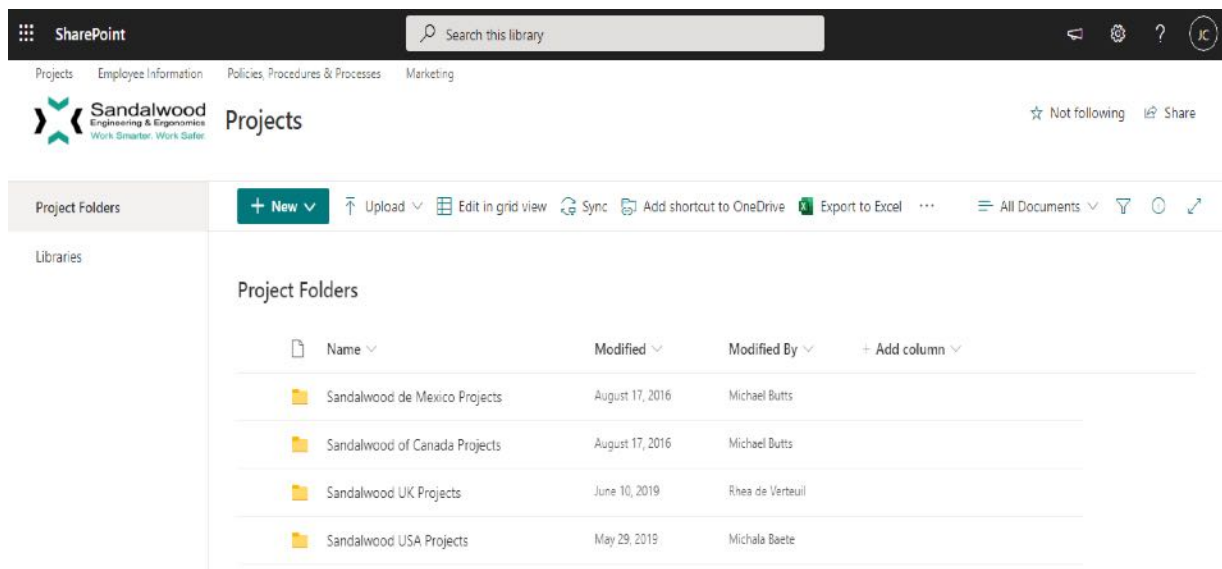 SharePoint
Search this library
?
JC
Projects Employee Information Policies, Procedures & Processes Marketing
Sandalwood
Engineering & Ergonomics
Work Smarter. Work Safer.
Projects
Not following Share
Project Folders
Libraries
+ New Upload Edit in grid view Sync Add shortcut to OneDrive Export to Excel ··· All Documents
Project Folders
Name Modified Modified By + Add column
Sandalwood de Mexico Projects August 17, 2016 Michael Butts
Sandalwood of Canada Projects August 17, 2016 Michael Butts
Sandalwood UK Projects June 10, 2019 Rhea de Verteuil
Sandalwood USA Projects May 29, 2019 Michala Baete